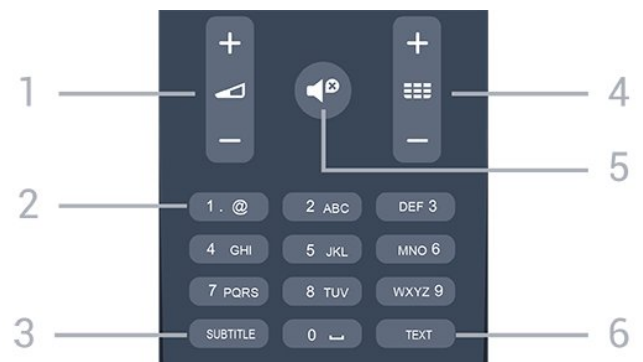 + +
1 4
- -
5
2 1 . @ 2 ABC DEF 3
4 GHI 5 JKL MNO 6
7 PQRS 8 TUV WXYZ 9
3 SUBTITLE 0 ⎵ TEXT 6